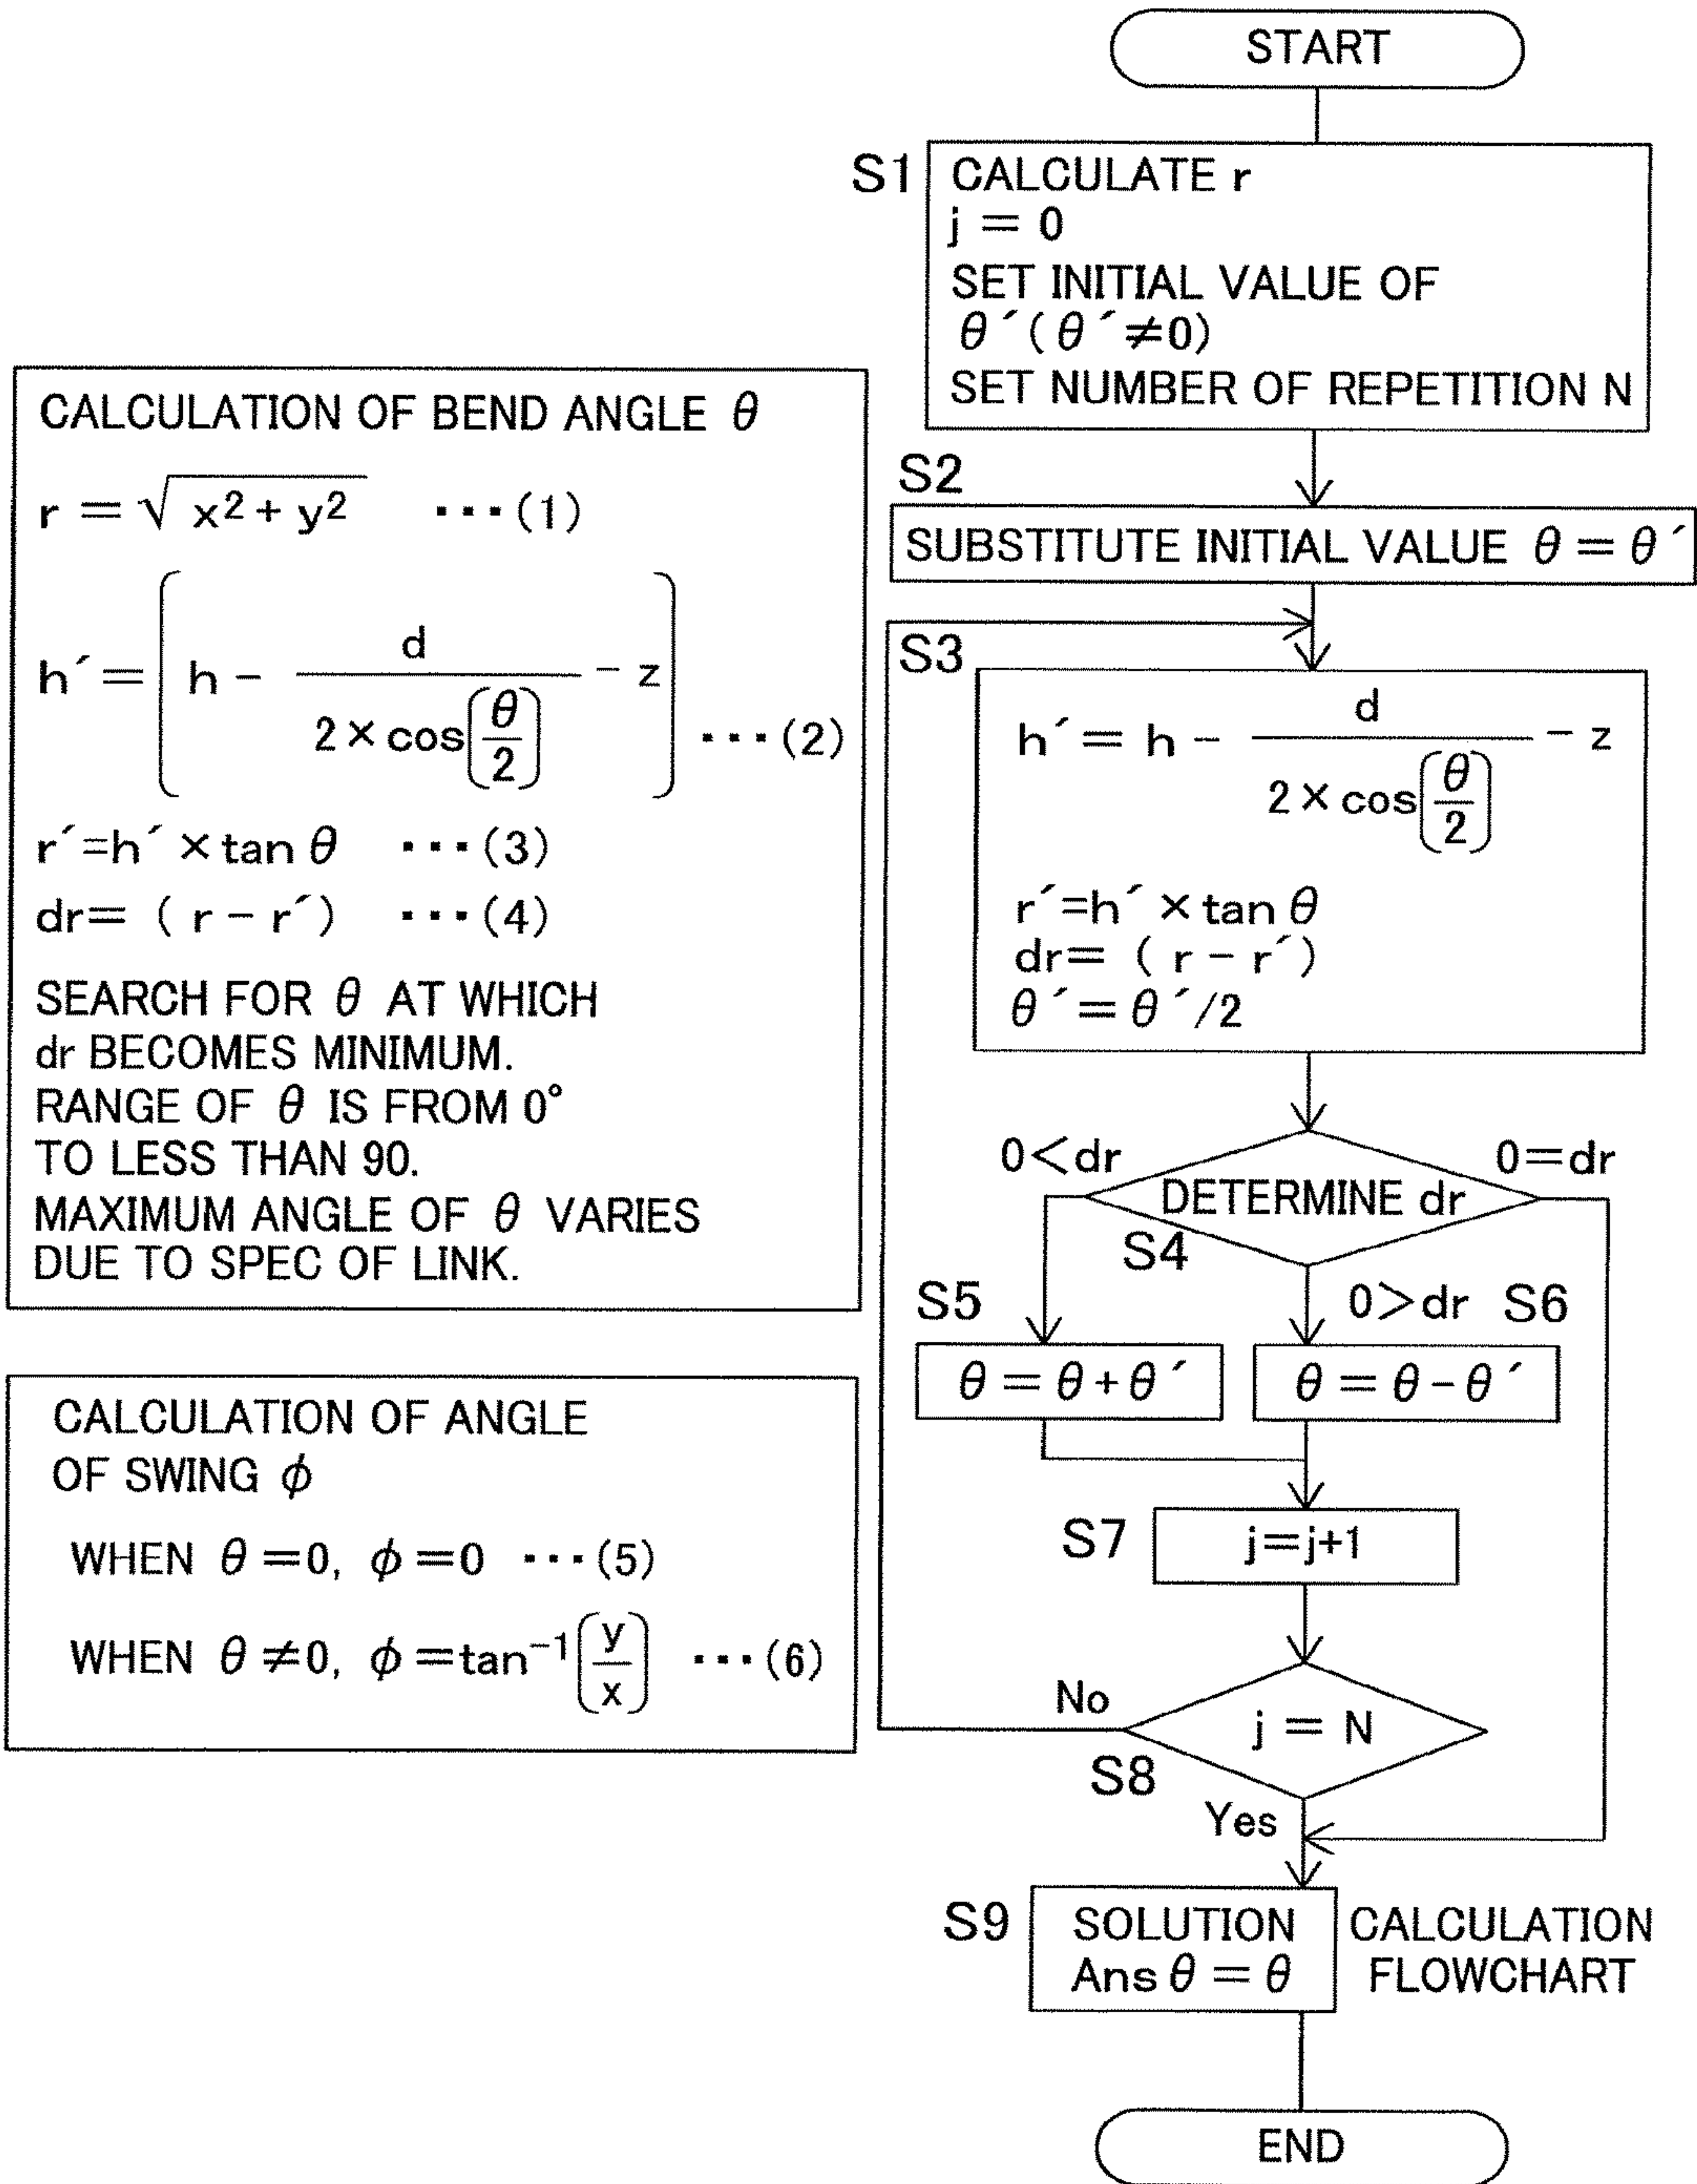 START
S1
CALCULATE r
j = 0
SET INITIAL VALUE OF
θ´(θ´≠0)
SET NUMBER OF REPETITION N
S2
SUBSTITUTE INITIAL VALUE θ = θ´
S3
h´ = h - d / (2 × cos(θ/2)) - z
r´=h´ × tan θ
dr= ( r - r´)
θ´= θ´/2
0<dr
0=dr
DETERMINE dr
S4
S5
0>dr S6
θ = θ + θ´
θ = θ - θ´
S7
j=j+1
No
j = N
S8
Yes
S9
SOLUTION
Ans θ = θ
CALCULATION
FLOWCHART
END
CALCULATION OF BEND ANGLE θ
r = √(x² + y²) ･･･(1)
h´ = ( h - d / (2 × cos(θ/2)) - z ) ･･･(2)
r´=h´ × tan θ ･･･(3)
dr= ( r - r´) ･･･(4)
SEARCH FOR θ AT WHICH
dr BECOMES MINIMUM.
RANGE OF θ IS FROM 0°
TO LESS THAN 90.
MAXIMUM ANGLE OF θ VARIES
DUE TO SPEC OF LINK.
CALCULATION OF ANGLE
OF SWING ϕ
WHEN θ =0, ϕ =0 ･･･(5)
WHEN θ ≠0, ϕ =tan⁻¹(y/x) ･･･(6)